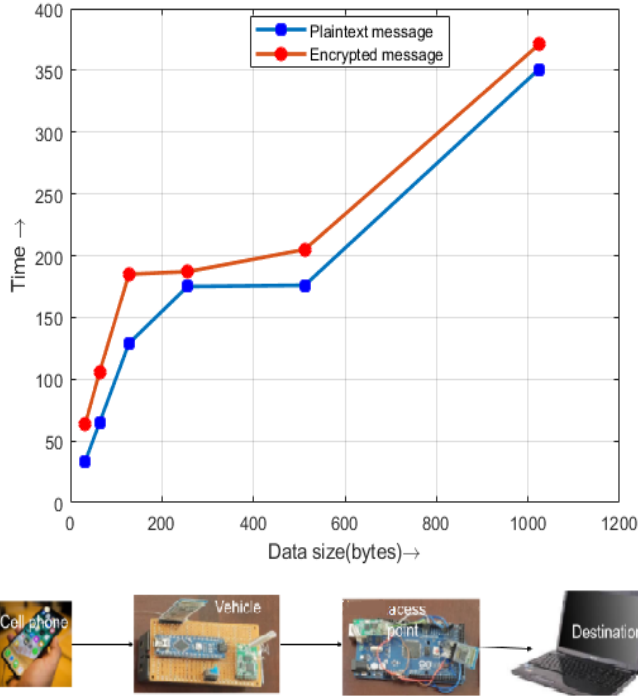 400
350
300
250
200
150
100
50
0
Time →
Plaintext message
Encrypted message
0 200 400 600 800 1000 1200
Data size(bytes)→
Cell phone
Vehicle
acess
point
Destination